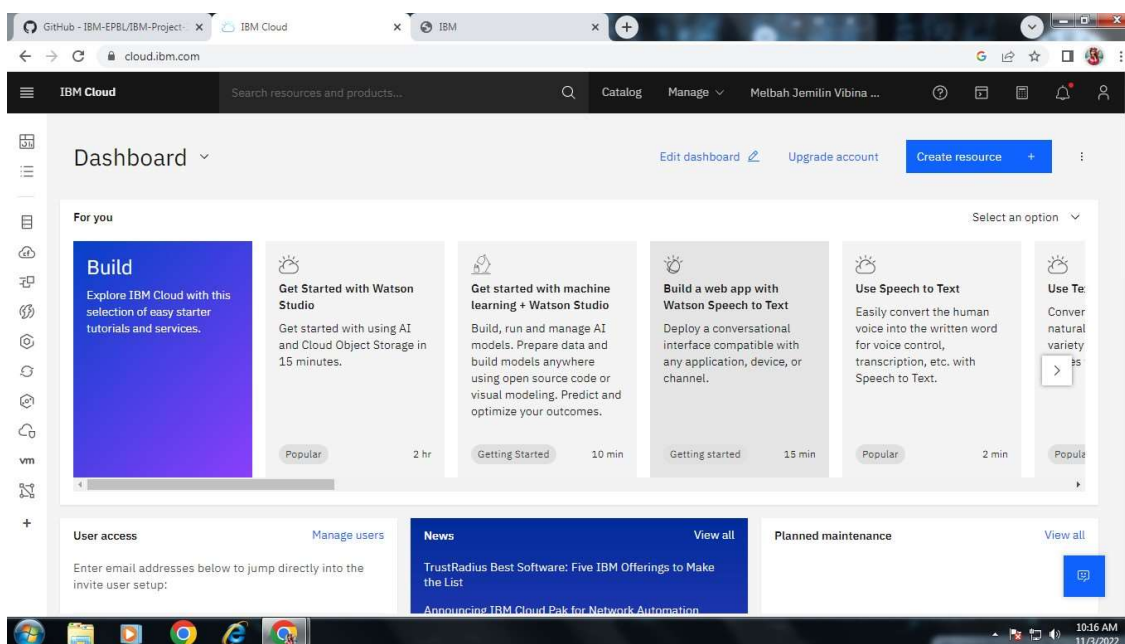 GitHub - IBM-EPBL/IBM-Project-
IBM Cloud
IBM
cloud.ibm.com
IBM Cloud
Search resources and products...
Catalog
Manage
Melbah Jemilin Vibina ...
Dashboard
Edit dashboard
Upgrade account
Create resource +
For you
Select an option
Build
Explore IBM Cloud with this
selection of easy starter
tutorials and services.
Get Started with Watson
Studio
Get started with using AI
and Cloud Object Storage in
15 minutes.
Popular
2 hr
Get started with machine
learning + Watson Studio
Build, run and manage AI
models. Prepare data and
build models anywhere
using open source code or
visual modeling. Predict and
optimize your outcomes.
Getting Started
10 min
Build a web app with
Watson Speech to Text
Deploy a conversational
interface compatible with
any application, device, or
channel.
Getting started
15 min
Use Speech to Text
Easily convert the human
voice into the written word
for voice control,
transcription, etc. with
Speech to Text.
Popular
2 min
Use Te
Conver
natural
variety
es
Popula
vm
User access
Manage users
Enter email addresses below to jump directly into the
invite user setup:
News
View all
TrustRadius Best Software: Five IBM Offerings to Make
the List
Announcing IBM Cloud Pak for Network Automation
Planned maintenance
View all
10:16 AM
11/3/2022